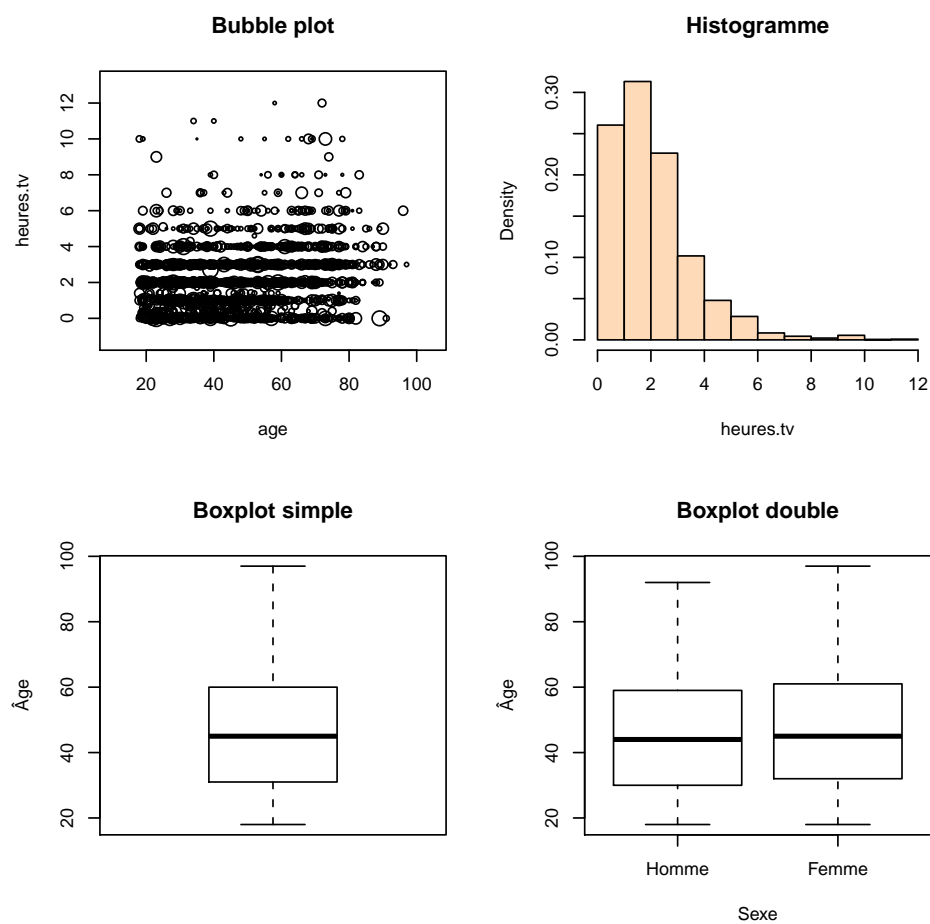 Bubble plot
heures.tv
12
10
8
6
4
2
0
20 40 60 80 100
age
Histogramme
Density
0.30
0.20
0.10
0.00
0 2 4 6 8 10 12
heures.tv
Boxplot simple
Âge
100
80
60
40
20
Boxplot double
Âge
100
80
60
40
20
Homme Femme
Sexe